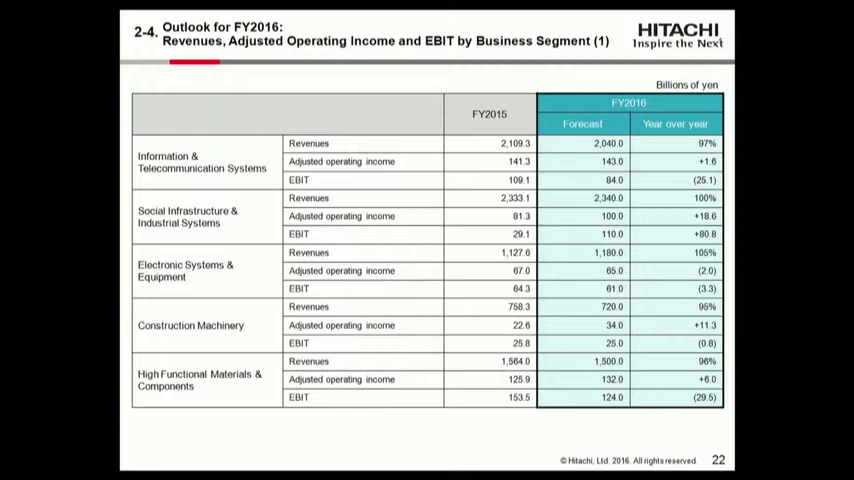 2-4. Outlook for FY2016:
Revenues, Adjusted Operating Income and EBIT by Business Segment (1)
HITACHI
Inspire the Next
Billions of yen
FY2015 FY2016
Forecast Year over year
Information & Telecommunication Systems
Revenues 2,109.3 2,040.0 97%
Adjusted operating income 141.3 143.0 +1.6
EBIT 109.1 84.0 (25.1)
Social Infrastructure & Industrial Systems
Revenues 2,333.1 2,340.0 100%
Adjusted operating income 81.3 100.0 +18.6
EBIT 29.1 110.0 +80.8
Electronic Systems & Equipment
Revenues 1,127.6 1,180.0 105%
Adjusted operating income 67.0 65.0 (2.0)
EBIT 64.3 61.0 (3.3)
Construction Machinery
Revenues 758.3 720.0 95%
Adjusted operating income 22.6 34.0 +11.3
EBIT 25.8 25.0 (0.8)
High Functional Materials & Components
Revenues 1,564.0 1,500.0 96%
Adjusted operating income 125.9 132.0 +6.0
EBIT 153.5 124.0 (29.5)
© Hitachi, Ltd. 2016. All rights reserved. 22